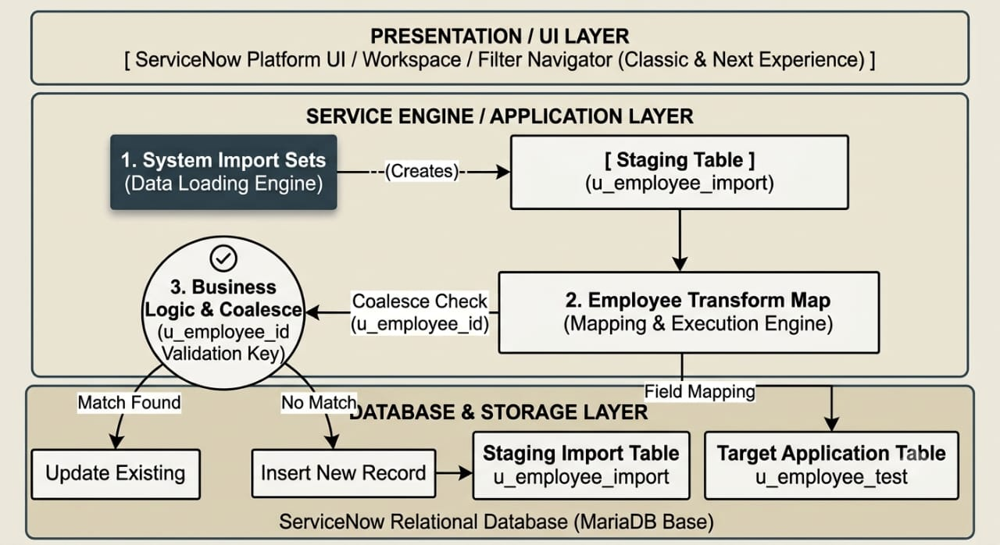 PRESENTATION / UI LAYER
[ ServiceNow Platform UI / Workspace / Filter Navigator (Classic & Next Experience) ]
SERVICE ENGINE / APPLICATION LAYER
1. System Import Sets
(Data Loading Engine)
(Creates)
[ Staging Table ]
(u_employee_import)
3. Business
Logic & Coalesce
(u_employee_id
Validation Key)
Coalesce Check
(u_employee_id)
2. Employee Transform Map
(Mapping & Execution Engine)
Match Found
No Match
Field Mapping
DATABASE & STORAGE LAYER
Update Existing
Insert New Record
Staging Import Table
u_employee_import
Target Application Table
u_employee_test
ServiceNow Relational Database (MariaDB Base)